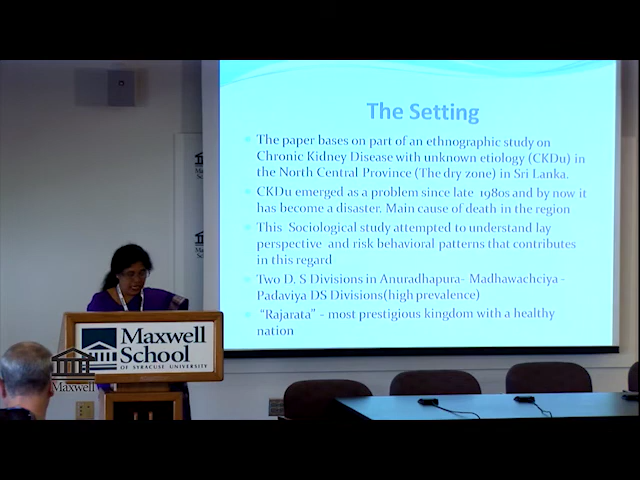 The Setting
The paper bases on part of an ethnographic study on
Chronic Kidney Disease with unknown etiology (CKDu) in
the North Central Province (The dry zone) in Sri Lanka.
CKDu emerged as a problem since late 1980s and by now it
has become a disaster. Main cause of death in the region
This Sociological study attempted to understand lay
perspective and risk behavioral patterns that contributes
in this regard
Two D. S Divisions in Anuradhapura- Madhawachciya -
Padaviya DS Divisions(high prevalence)
"Rajarata" - most prestigious kingdom with a healthy
nation
Maxwell
School
OF SYRACUSE UNIVERSITY
Maxwell